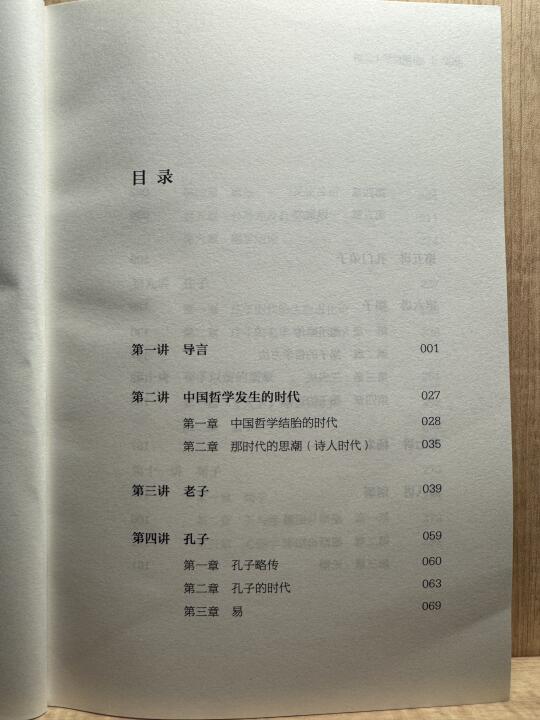 目 录
第一讲 导言 001
第二讲 中国哲学发生的时代 027
第一章 中国哲学结胎的时代 028
第二章 那时代的思潮（诗人时代） 035
第三讲 老子 039
第四讲 孔子 059
第一章 孔子略传 060
第二章 孔子的时代 063
第三章 易 069